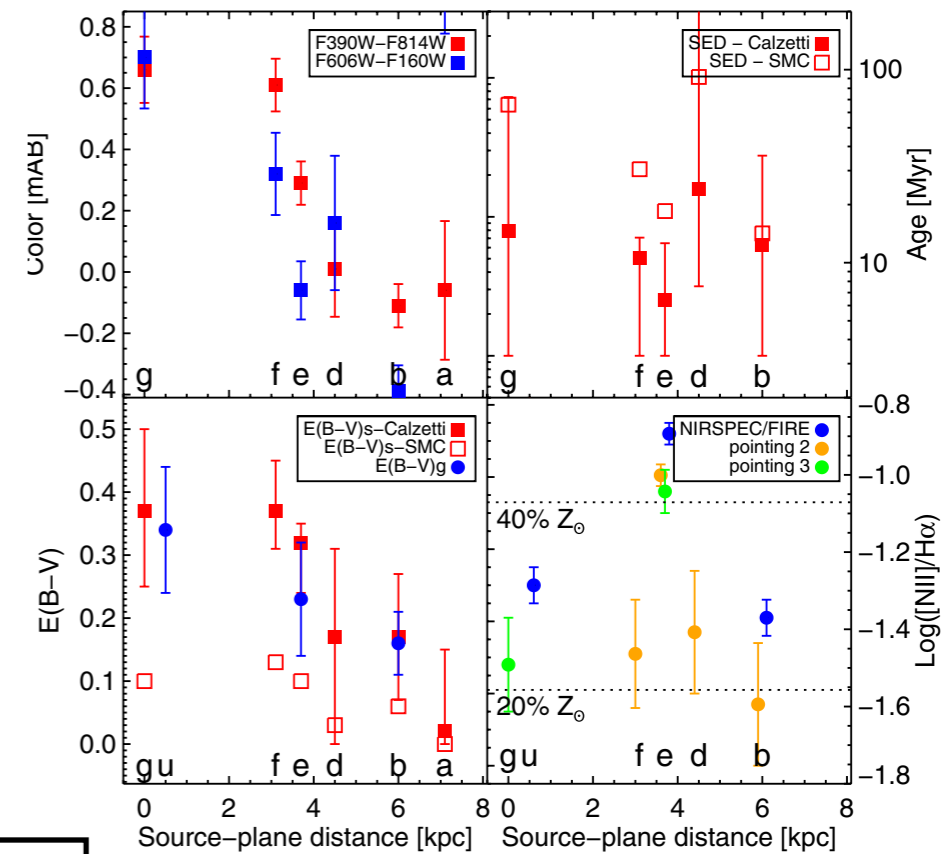 F390W−F814W
F606W−F160W
0.8
0.6
0.4
0.2
0.0
−0.2
−0.4
Color [mAB]
g f e d b a
SED − Calzetti
SED − SMC
100
10
Age [Myr]
g f e d b
E(B−V)s−Calzetti
E(B−V)s−SMC
E(B−V)g
0.5
0.4
0.3
0.2
0.1
0.0
E(B−V)
g u f e d b a
0 2 4 6 8
Source−plane distance [kpc]
NIRSPEC/FIRE
pointing 2
pointing 3
40% Z⊙
20% Z⊙
−0.8
−1.0
−1.2
−1.4
−1.6
−1.8
Log([NII]/Hα)
g u f e d b
0 2 4 6 8
Source−plane distance [kpc]